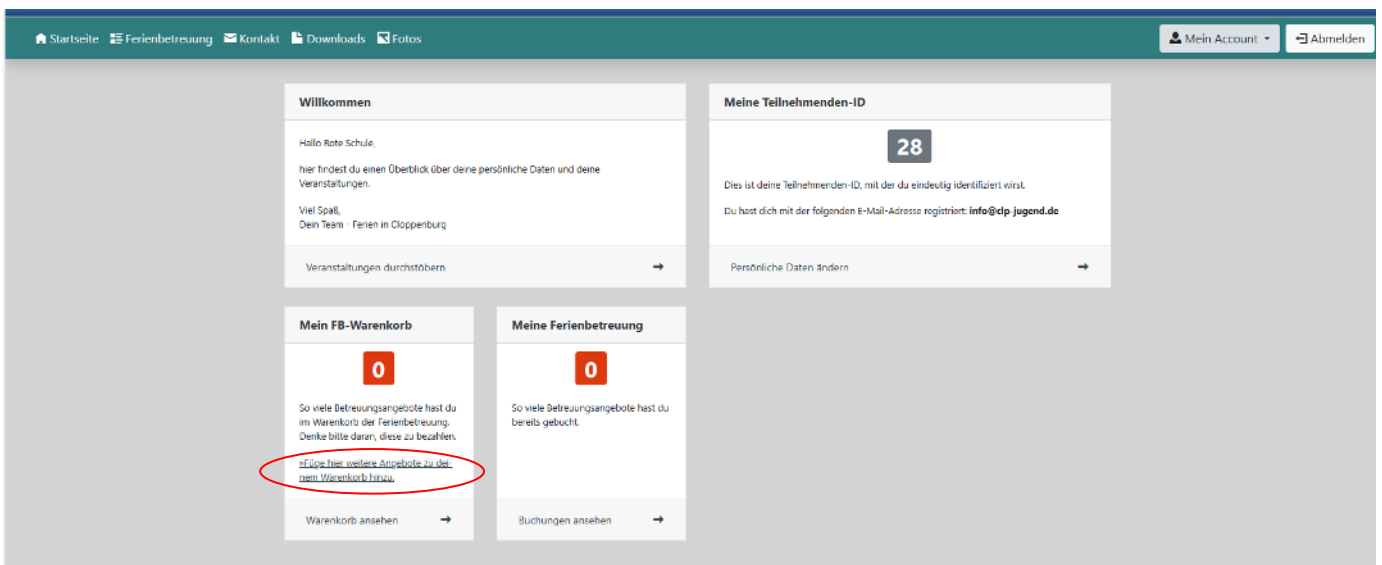 Startseite Ferienbetreuung Kontakt Downloads Fotos Mein Account Abmelden
Willkommen
Hallo Rote Schule,
hier findest du einen Überblick über deine persönliche Daten und deine
Veranstaltungen.
Viel Spaß,
Dein Team - Ferien in Cloppenburg
Veranstaltungen durchstöbern
Meine Teilnehmenden-ID
28
Dies ist deine Teilnehmenden-ID, mit der du eindeutig identifiziert wirst.
Du hast dich mit der folgenden E-Mail-Adresse registriert: info@clp-jugend.de
Persönliche Daten ändern
Mein FB-Warenkorb
0
So viele Betreuungsangebote hast du
im Warenkorb der Ferienbetreuung.
Denke bitte daran, diese zu bezahlen.
»Füge hier weitere Angebote zu dei-
nem Warenkorb hinzu.
Warenkorb ansehen
Meine Ferienbetreuung
0
So viele Betreuungsangebote hast du
bereits gebucht.
Buchungen ansehen